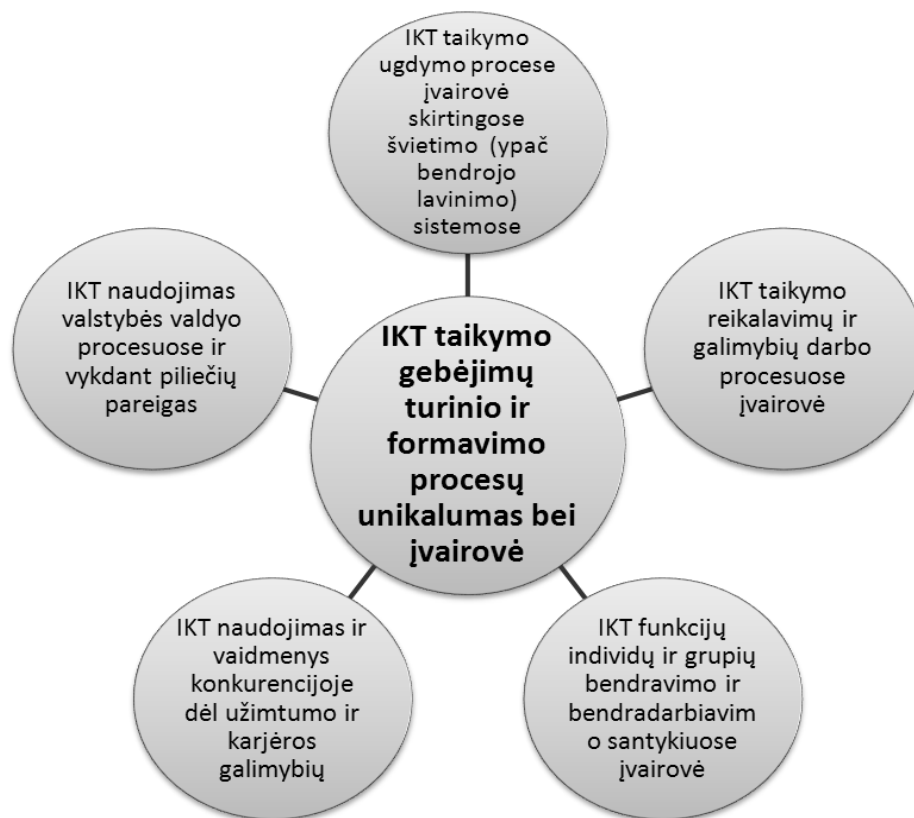 IKT taikymo
ugdymo procese
įvairovė
skirtingose
švietimo (ypač
bendrojo
lavinimo)
sistemose
IKT naudojimas
valstybės valdyo
procesuose ir
vykdant piliečių
pareigas
IKT taikymo
gebėjimų
turinio ir
formavimo
procesų
unikalumas bei
įvairovė
IKT taikymo
reikalavimų ir
galimybių darbo
procesuose
įvairovė
IKT naudojimas ir
vaidmenys
konkurencijoje
dėl užimtumo ir
karjėros
galimybių
IKT funkcijų
individų ir grupių
bendravimo ir
bendradarbiavim
o santykiuose
įvairovė